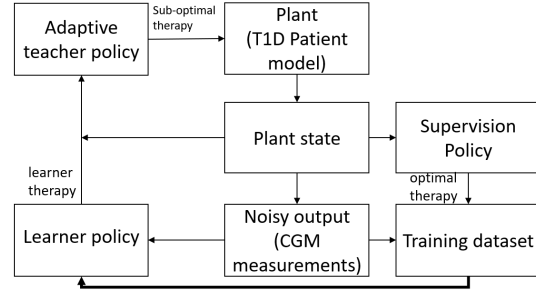 Adaptive
teacher policy
Sub-optimal
therapy
Plant
(T1D Patient
model)
Plant state
Supervision
Policy
learner
therapy
optimal
therapy
Learner policy
Noisy output
(CGM
measurements)
Training dataset